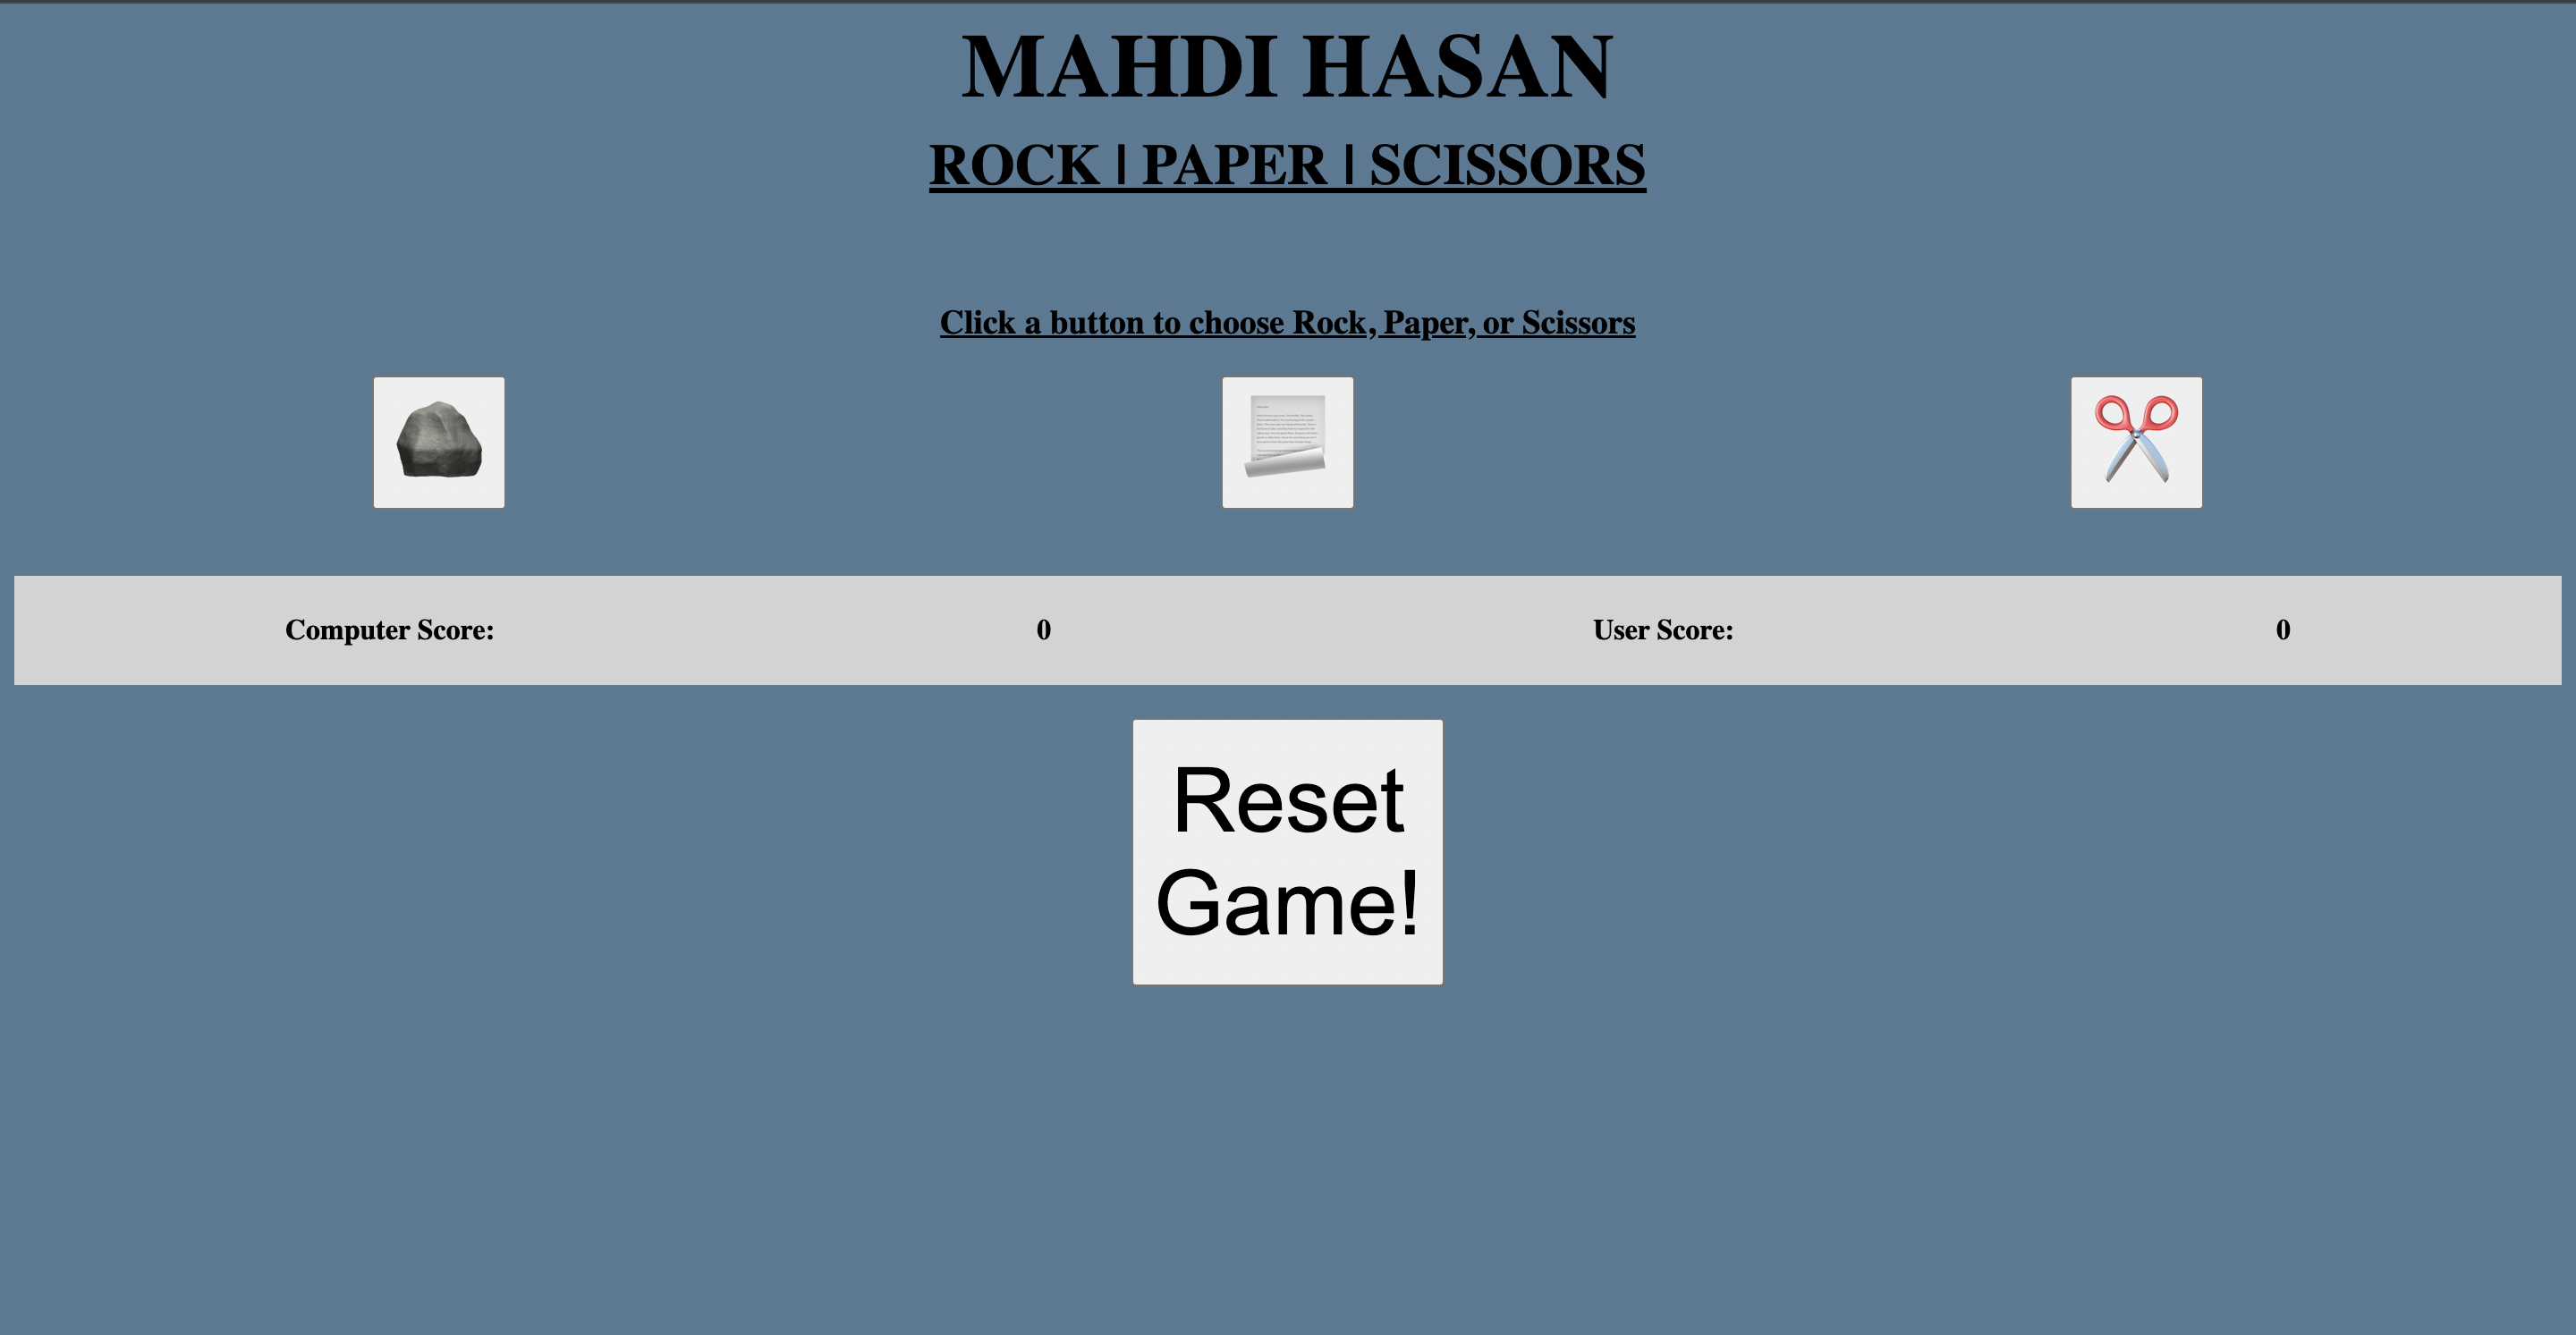 MAHDI HASAN
ROCK | PAPER | SCISSORS
Click a button to choose Rock, Paper, or Scissors
Computer Score: 0 User Score: 0
Reset
Game!